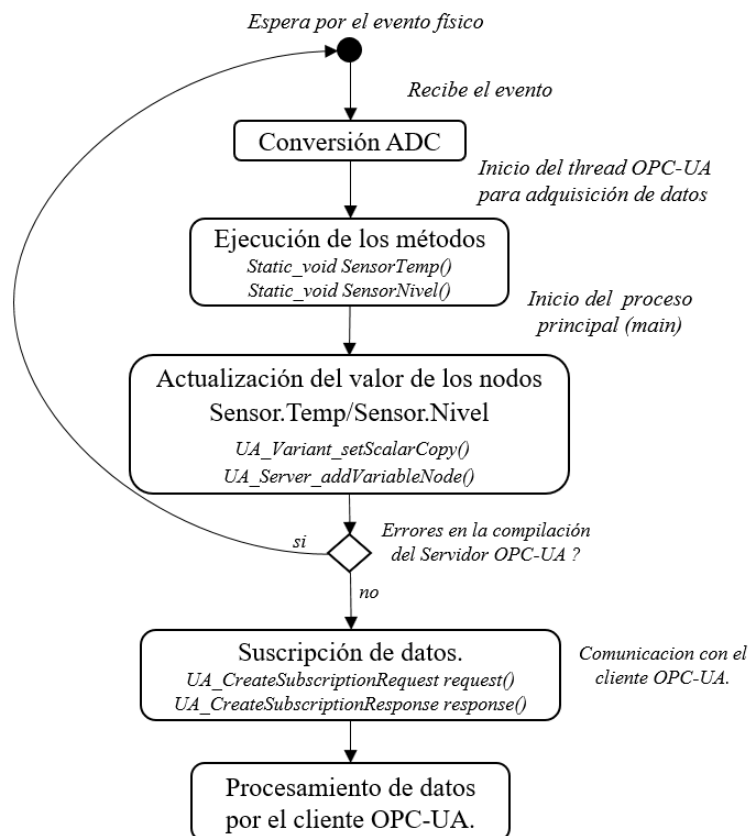 Espera por el evento físico
Recibe el evento
Conversión ADC
Inicio del thread OPC-UA
para adquisición de datos
Ejecución de los métodos
Static_void SensorTemp()
Static_void SensorNivel()
Inicio del proceso
principal (main)
Actualización del valor de los nodos
Sensor.Temp/Sensor.Nivel
UA_Variant_setScalarCopy()
UA_Server_addVariableNode()
si
Errores en la compilación
del Servidor OPC-UA ?
no
Suscripción de datos.
UA_CreateSubscriptionRequest request()
UA_CreateSubscriptionResponse response()
Comunicacion con el
cliente OPC-UA.
Procesamiento de datos
por el cliente OPC-UA.